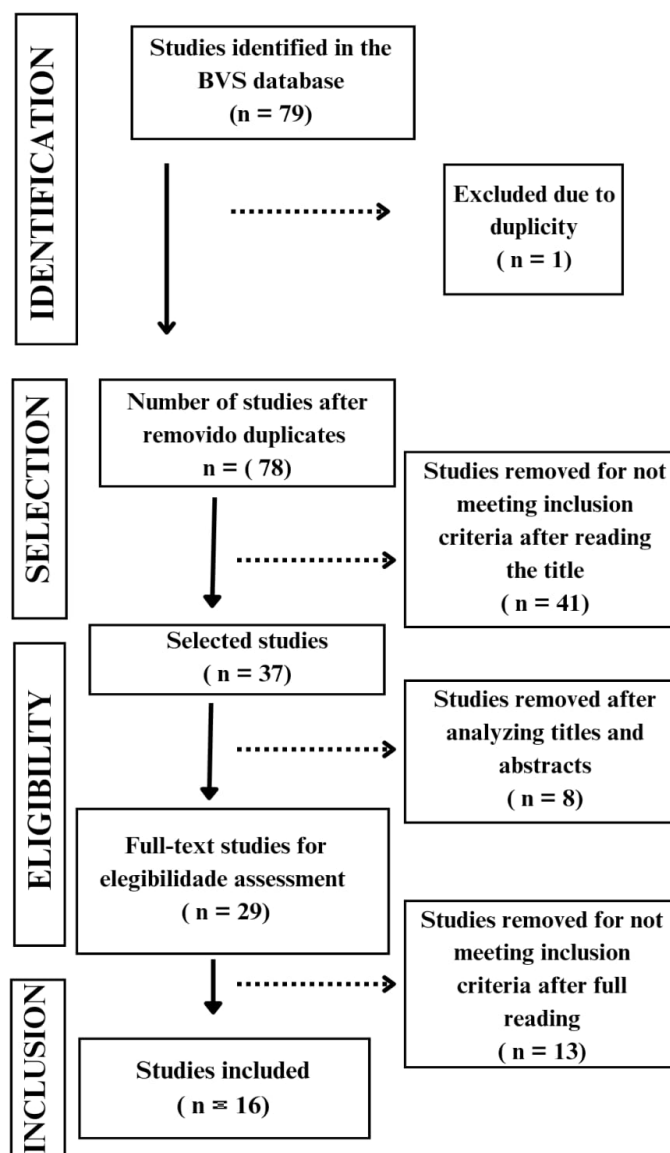 IDENTIFICATION
Studies identified in the
BVS database
(n = 79)
Excluded due to
duplicity
( n = 1)
SELECTION
Number of studies after
removido duplicates
n = ( 78)
Studies removed for not
meeting inclusion
criteria after reading
the title
( n = 41)
Selected studies
( n = 37)
ELIGIBILITY
Studies removed after
analyzing titles and
abstracts
( n = 8)
Full-text studies for
elegibilidade assessment
( n = 29)
Studies removed for not
meeting inclusion
criteria after full
reading
( n = 13)
INCLUSION
Studies included
( n = 16)